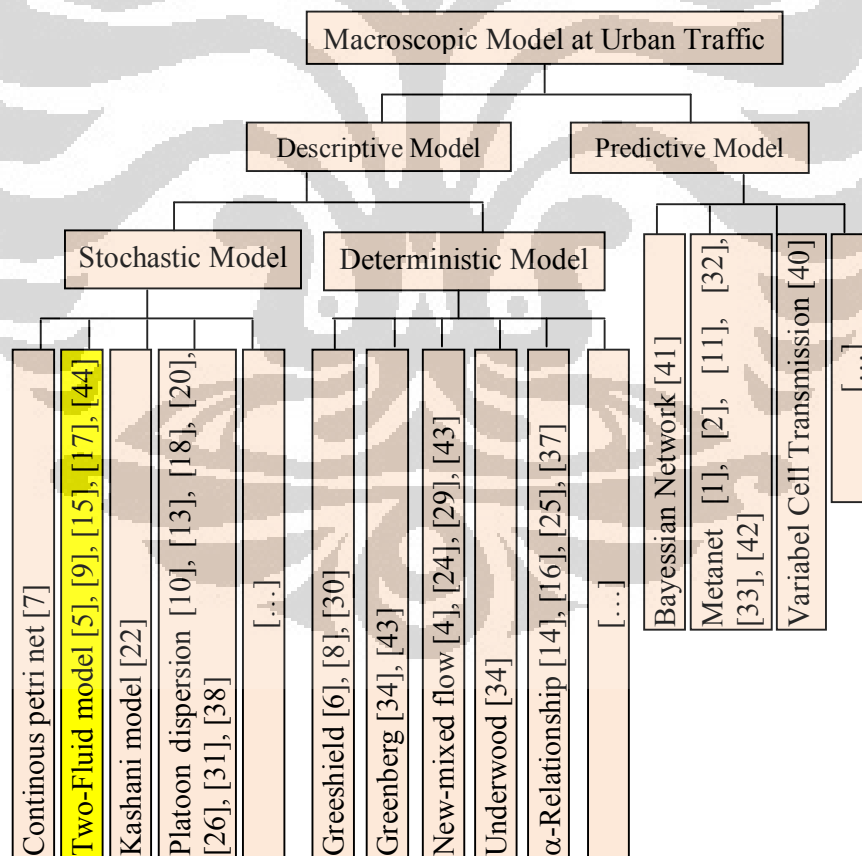 Macroscopic Model at Urban Traffic
Descriptive Model
Predictive Model
Stochastic Model
Deterministic Model
Continous petri net [7]
Two-Fluid model [5], [9], [15], [17], [44]
Kashani model [22]
Platoon dispersion [10], [13], [18], [20],
[26], [31], [38]
[…]
Greeshield [6], [8], [30]
Greenberg [34], [43]
New-mixed flow [4], [24], [29], [43]
Underwood [34]
α-Relationship [14], [16], [25], [37]
[…]
Bayessian Network [41]
Metanet [1], [2], [11], [32],
[33], [42]
Variabel Cell Transmission [40]
[…]